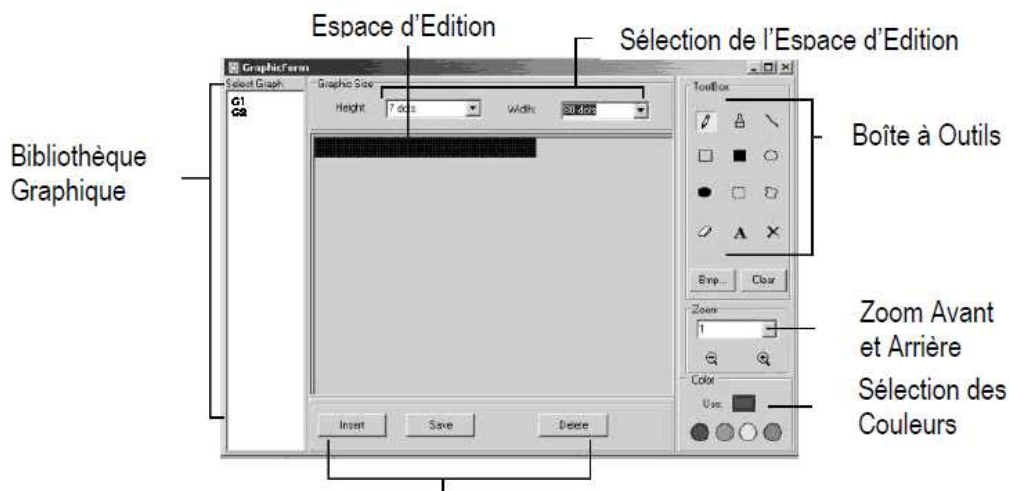 Espace d'Edition
Sélection de l'Espace d'Edition
GraphicForm
Select Graph
G1
G2
Graphic Size
Height
7 dots
Width:
80 dots
ToolBox
A
Bmp...
Clear
Zoom
1
Color
Use:
Insert
Save
Delete
Bibliothèque
Graphique
Boîte à Outils
Zoom Avant
et Arrière
Sélection des
Couleurs